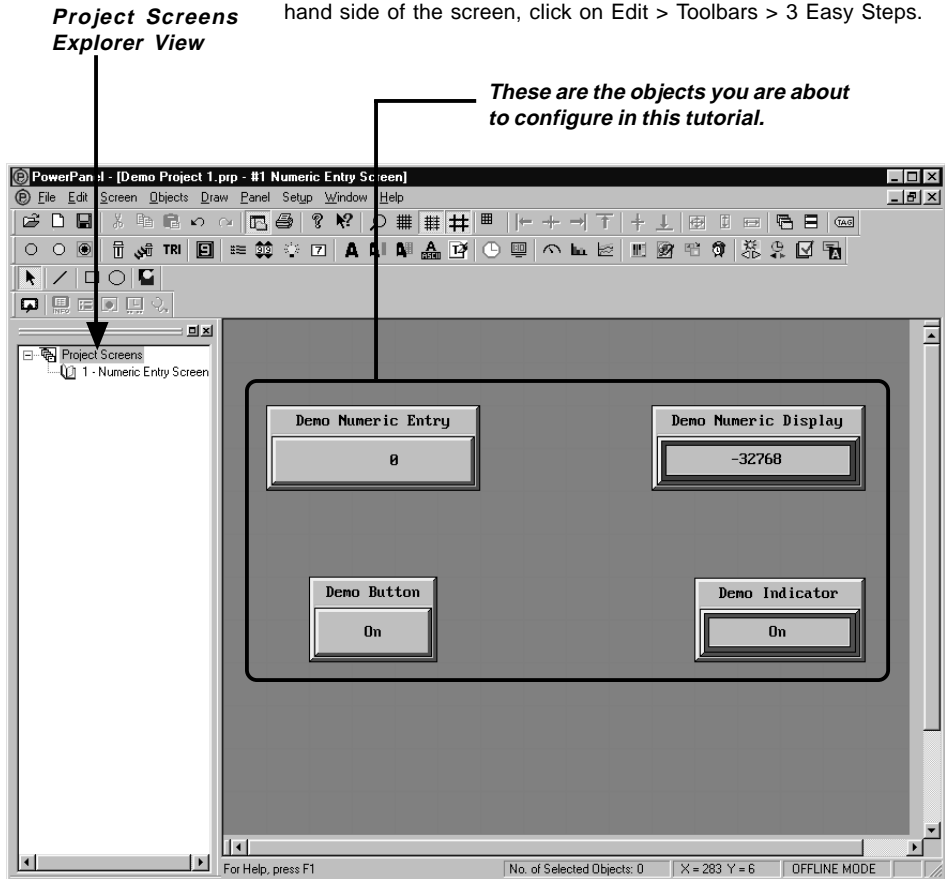 hand side of the screen, click on Edit > Toolbars > 3 Easy Steps.
Project Screens
Explorer View
These are the objects you are about
to configure in this tutorial.
PowerPanel - [Demo Project 1.prp - #1 Numeric Entry Screen]
File Edit Screen Objects Draw Panel Setup Window Help
TAG
TRI
ASCII
INFO
Project Screens
1 - Numeric Entry Screen
Demo Numeric Entry
0
Demo Numeric Display
-32768
Demo Button
On
Demo Indicator
On
For Help, press F1
No. of Selected Objects: 0
X = 283 Y = 6
OFFLINE MODE